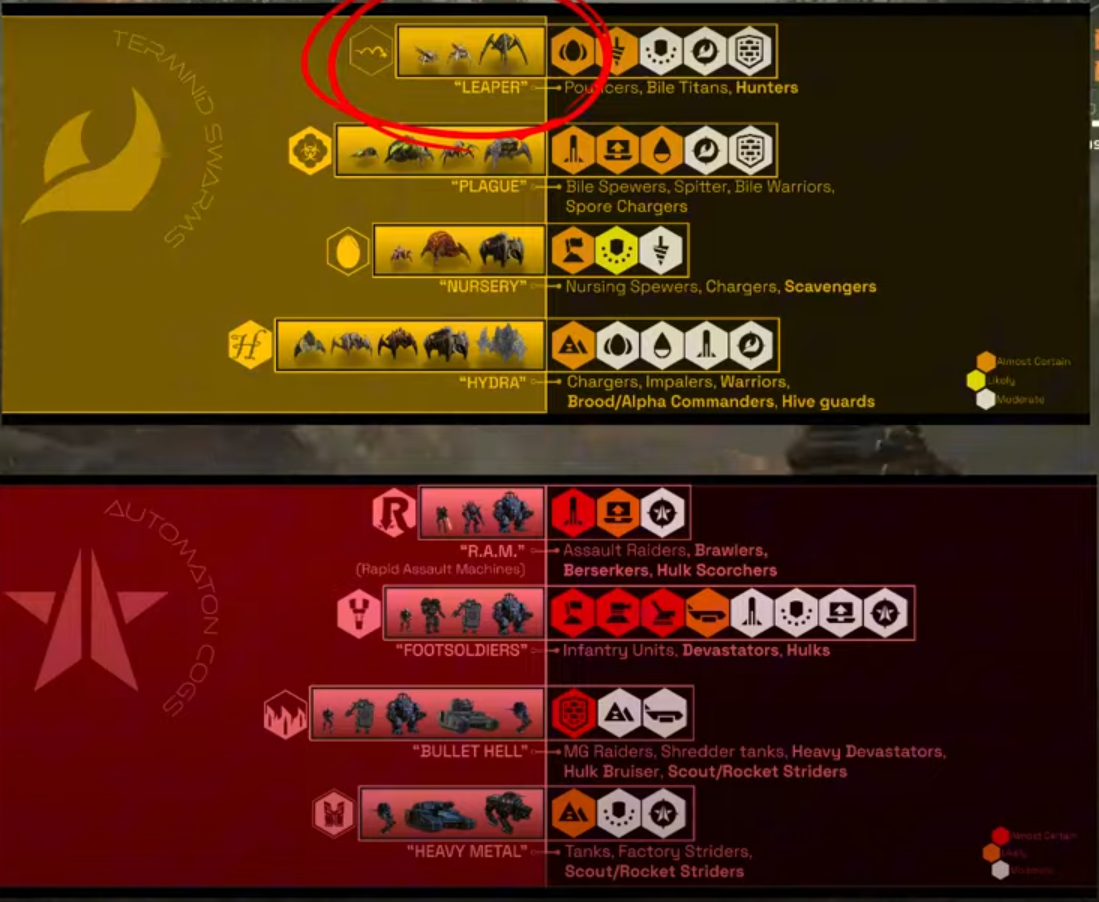 TERMINID SWARMS
"LEAPER"
Pouncers, Bile Titans, Hunters
"PLAGUE"
Bile Spewers, Spitter, Bile Warriors,
Spore Chargers
"NURSERY"
Nursing Spewers, Chargers, Scavengers
H
"HYDRA"
Chargers, Impalers, Warriors,
Brood/Alpha Commanders, Hive guards
Almost Certain
Likely
Moderate
AUTOMATON COGS
R
"R.A.M."
(Rapid Assault Machines)
Assault Raiders, Brawlers,
Berserkers, Hulk Scorchers
"FOOTSOLDIERS"
Infantry Units, Devastators, Hulks
"BULLET HELL"
MG Raiders, Shredder tanks, Heavy Devastators,
Hulk Bruiser, Scout/Rocket Striders
"HEAVY METAL"
Tanks, Factory Striders,
Scout/Rocket Striders
Almost Certain
Likely
Moderate